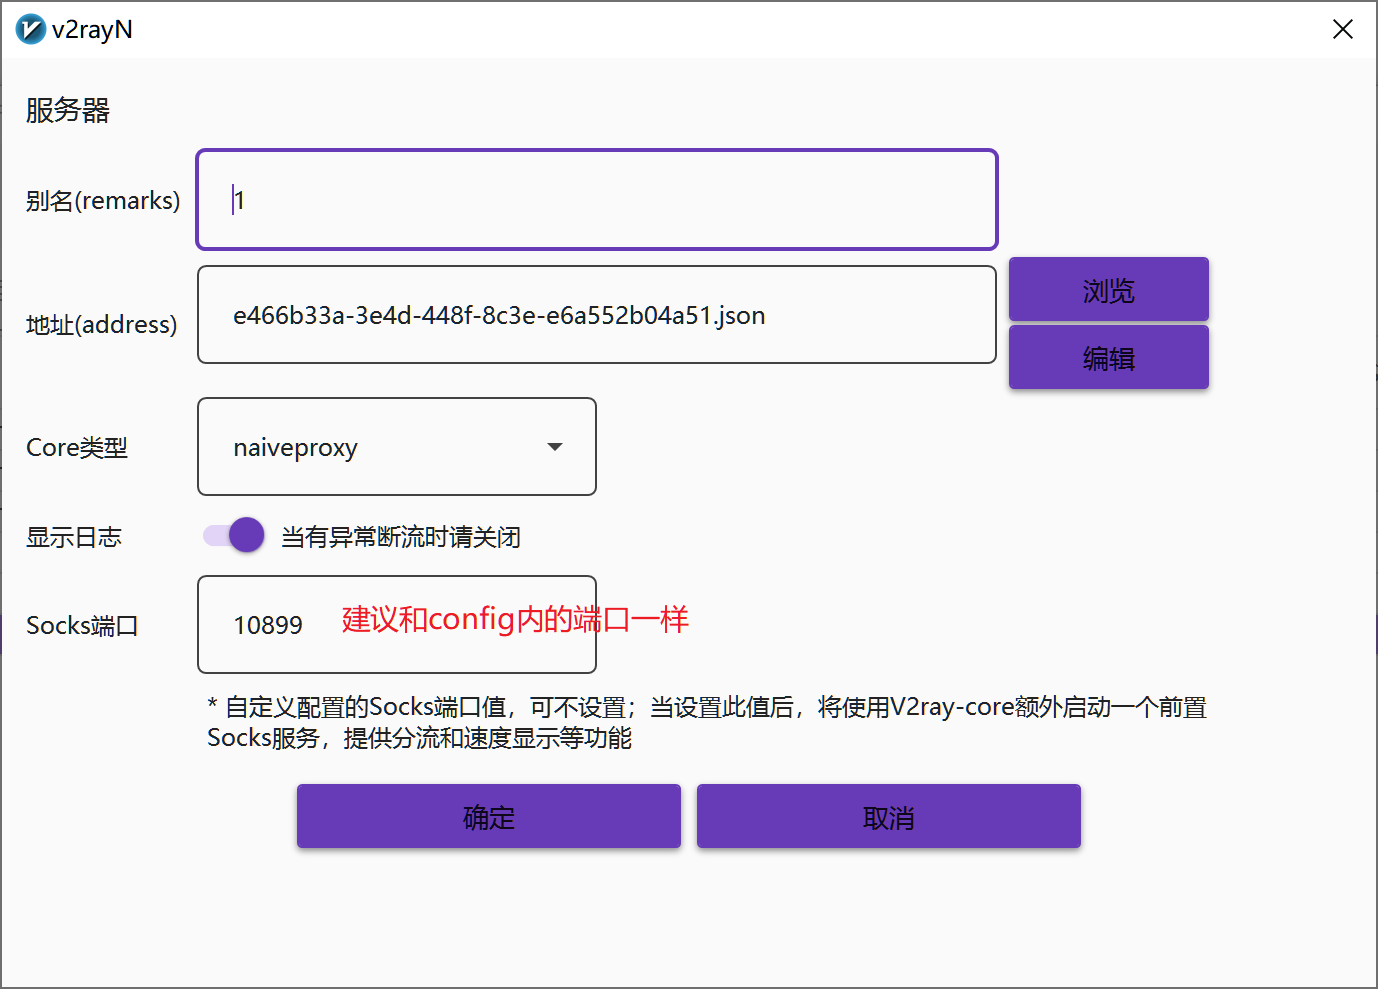 v2rayN
服务器
别名(remarks)
1
地址(address)
e466b33a-3e4d-448f-8c3e-e6a552b04a51.json
浏览
编辑
Core类型
naiveproxy
显示日志
当有异常断流时请关闭
Socks端口
10899
建议和config内的端口一样
* 自定义配置的Socks端口值，可不设置；当设置此值后，将使用V2ray-core额外启动一个前置
Socks服务，提供分流和速度显示等功能
确定
取消